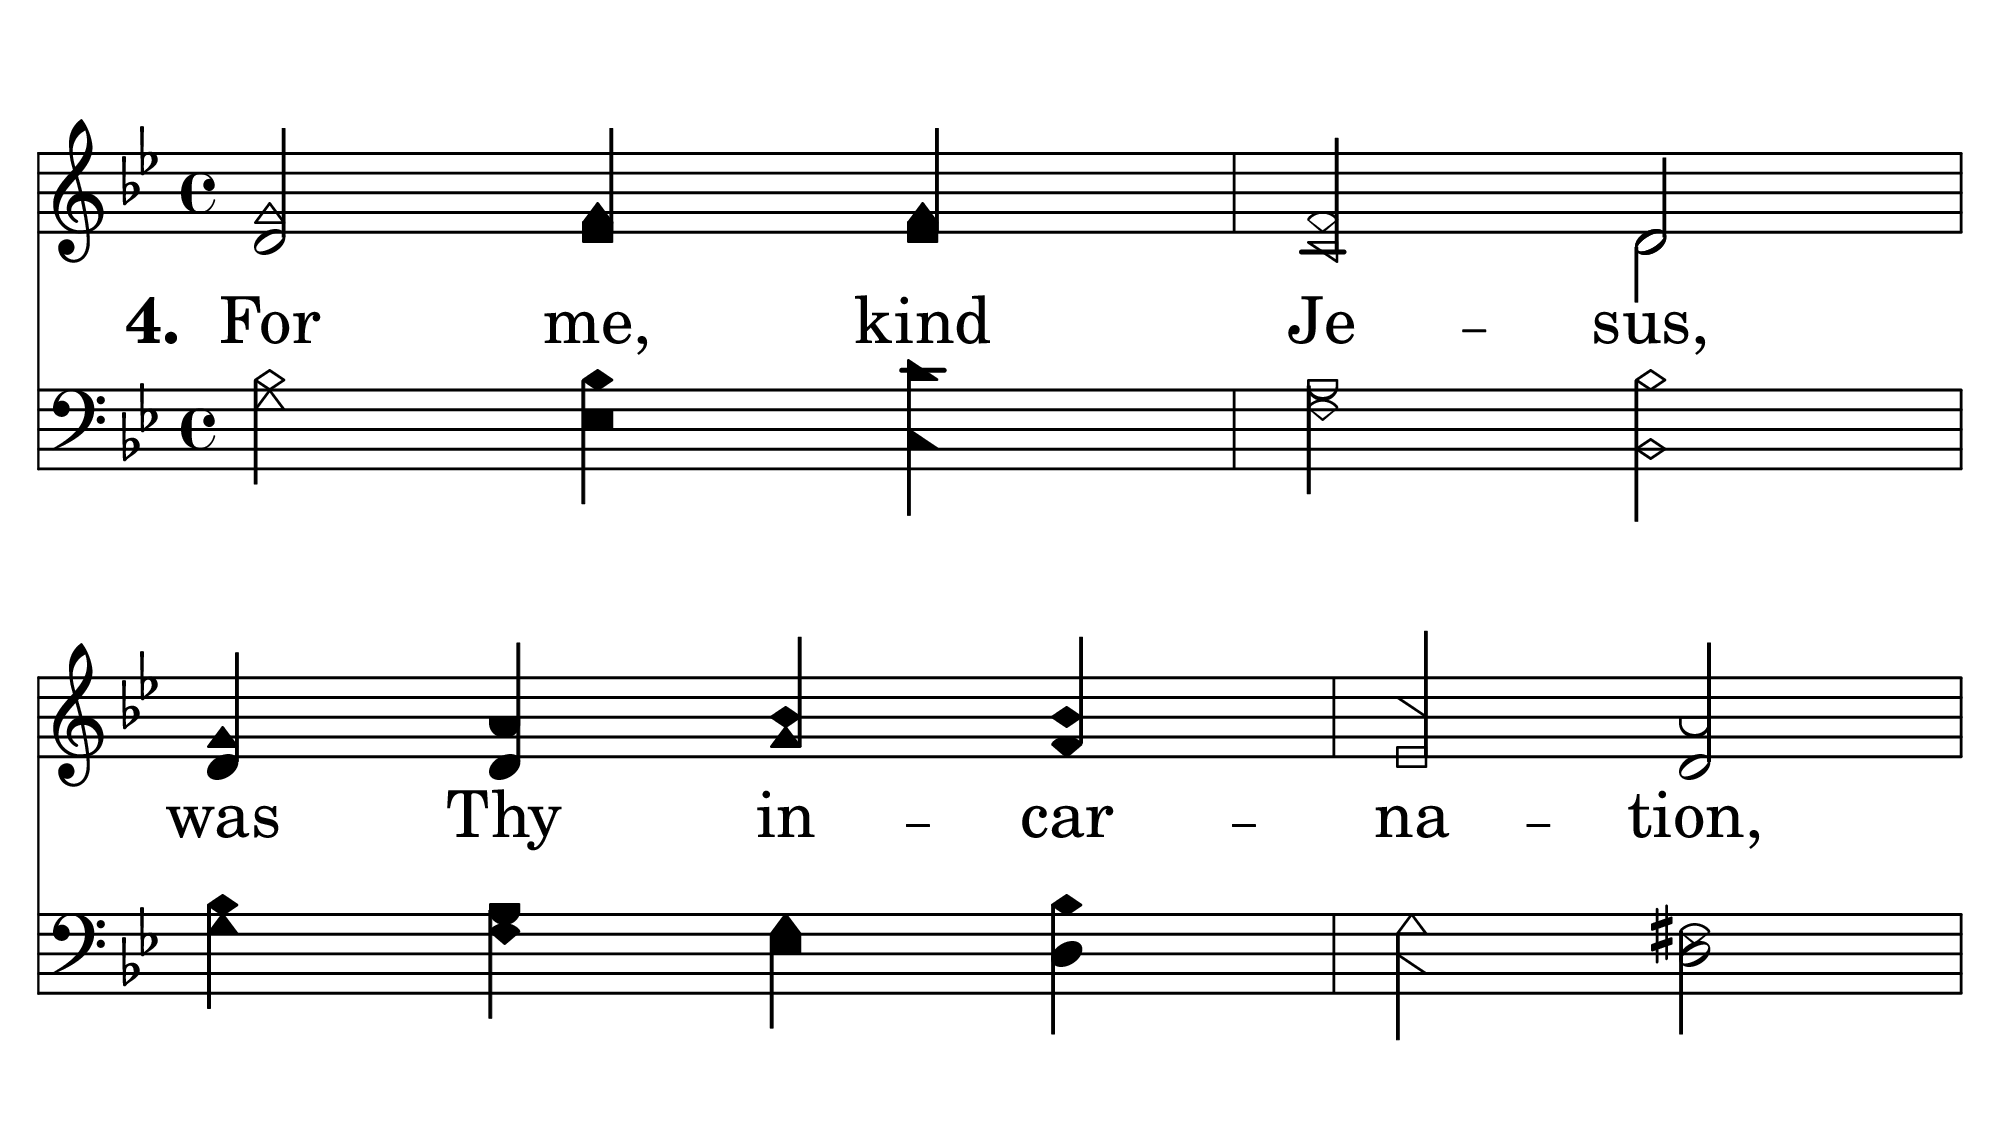 4. For me, kind Je – sus,
was Thy in – car – na – tion,